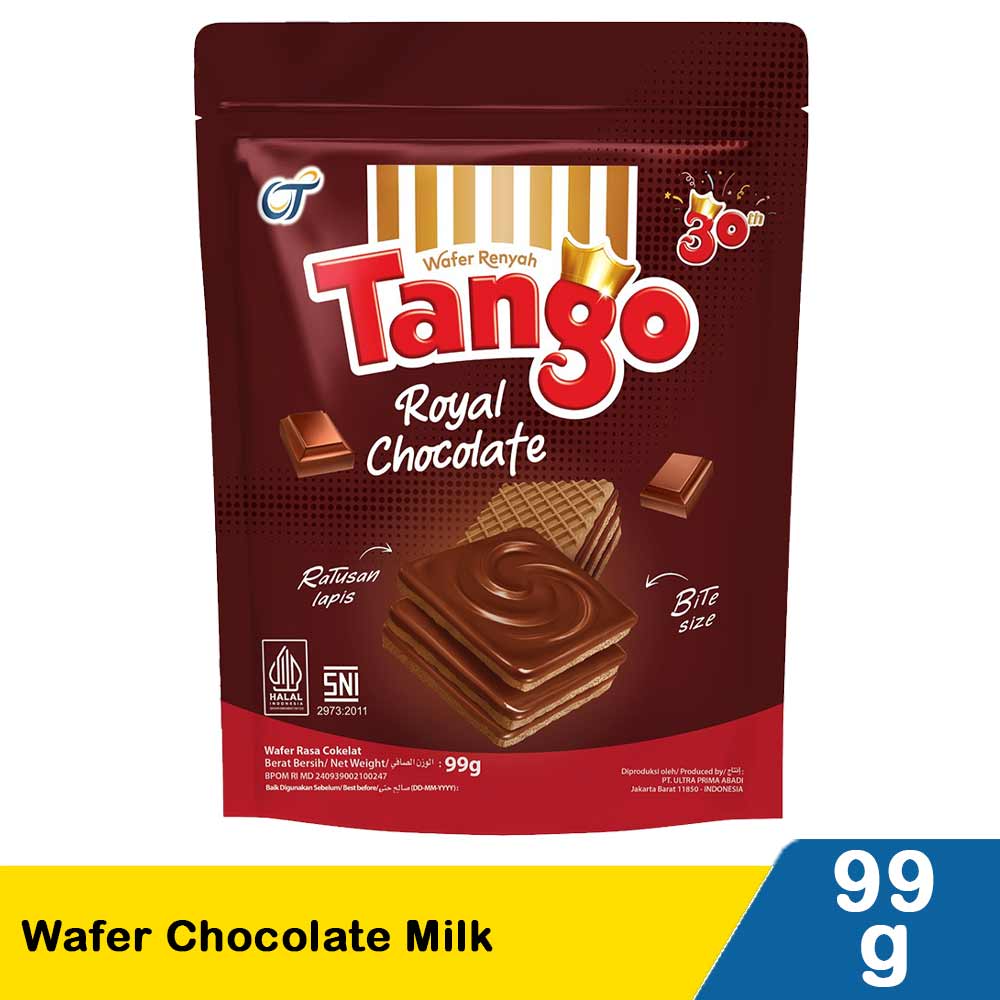 OT
30th
Wafer Renyah
Tango
Royal
Chocolate
Ratusan
lapis
Bite
size
HALAL
INDONESIA
SNI
2973:2011
Wafer Rasa Cokelat
Berat Bersih/ Net Weight/ الوزن الصافي : 99g
BPOM RI MD 240939002100247
Baik Digunakan Sebelum/ Best before/ صالح حتى (DD-MM-YYYY) :
Diproduksi oleh/ Produced by/ إنتاج :
PT. ULTRA PRIMA ABADI
Jakarta Barat 11850 - INDONESIA
Wafer Chocolate Milk
99
g